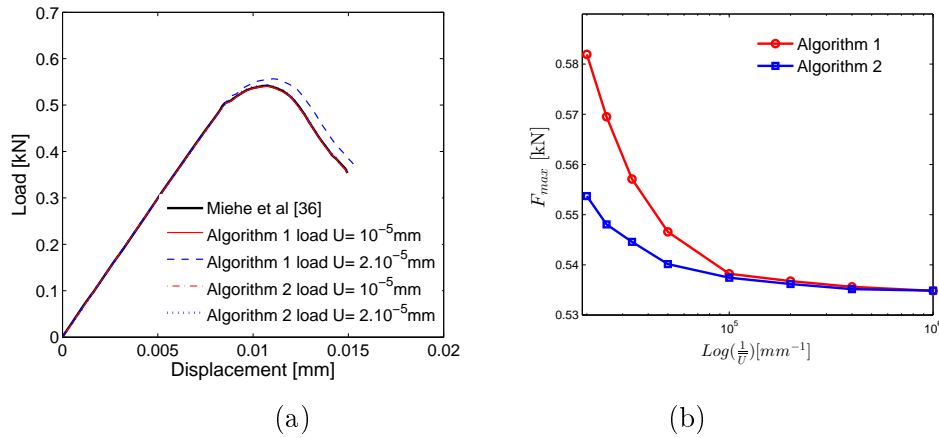 0.7
0.6
0.5
0.4
0.3
0.2
0.1
0
0
0.005
0.01
0.015
0.02
Load [kN]
Displacement [mm]
Miehe et al [36]
Algorithm 1 load U= 10⁻⁵mm
Algorithm 1 load U= 2.10⁻⁵mm
Algorithm 2 load U= 10⁻⁵mm
Algorithm 2 load U= 2.10⁻⁵mm
(a)
0.58
0.57
0.56
0.55
0.54
0.53
F_max [kN]
Algorithm 1
Algorithm 2
10⁵
Log(1/U)[mm⁻¹]
(b)